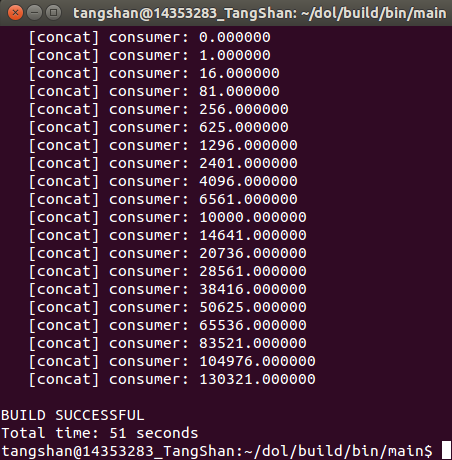 tangshan@14353283_TangShan: ~/dol/build/bin/main
[concat] consumer: 0.000000
[concat] consumer: 1.000000
[concat] consumer: 16.000000
[concat] consumer: 81.000000
[concat] consumer: 256.000000
[concat] consumer: 625.000000
[concat] consumer: 1296.000000
[concat] consumer: 2401.000000
[concat] consumer: 4096.000000
[concat] consumer: 6561.000000
[concat] consumer: 10000.000000
[concat] consumer: 14641.000000
[concat] consumer: 20736.000000
[concat] consumer: 28561.000000
[concat] consumer: 38416.000000
[concat] consumer: 50625.000000
[concat] consumer: 65536.000000
[concat] consumer: 83521.000000
[concat] consumer: 104976.000000
[concat] consumer: 130321.000000
BUILD SUCCESSFUL
Total time: 51 seconds
tangshan@14353283_TangShan:~/dol/build/bin/main$